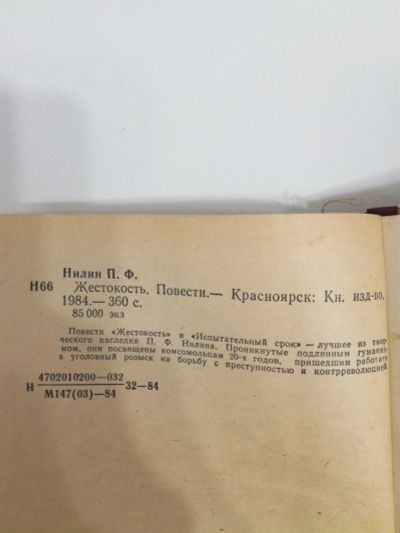 Нилин П. Ф.
Н66 Жестокость. Повести.— Красноярск: Кн. изд-во,
1984.— 360 с.
85 000 экз
Повести «Жестокость» и «Испытательный срок» — лучшее из твор-
ческого наследия П. Ф. Нилина. Проникнутые подлинным гуманиз-
мом, они посвящены комсомольцам 20-х годов, пришедшим работать
в уголовный розыск на борьбу с преступностью и контрреволюцией
4702010200—032
Н 32—84
М147(03)—84